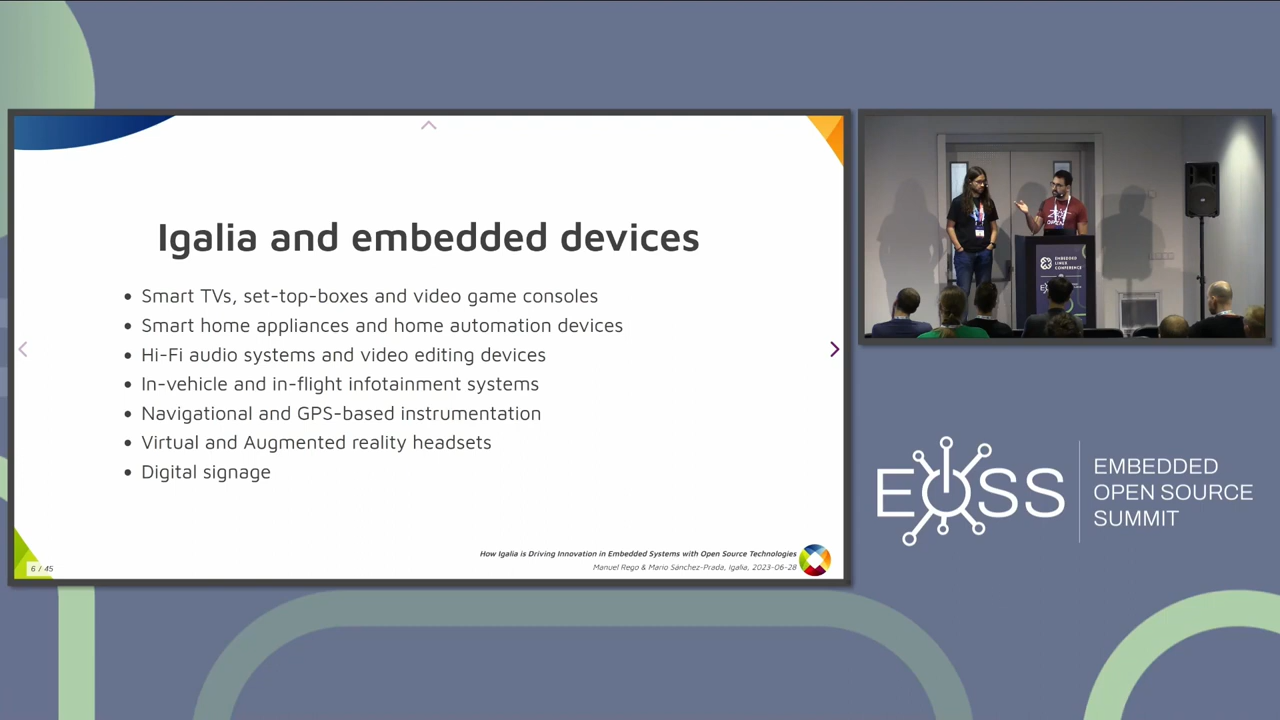 Igalia and embedded devices
Smart TVs, set-top-boxes and video game consoles
Smart home appliances and home automation devices
Hi-Fi audio systems and video editing devices
In-vehicle and in-flight infotainment systems
Navigational and GPS-based instrumentation
Virtual and Augmented reality headsets
Digital signage
How Igalia is Driving Innovation in Embedded Systems with Open Source Technologies
Manuel Rego & Mario Sánchez-Prada, Igalia, 2023-06-28
6 / 45
EMBEDDED
LINUX
CONFERENCE
EOSS
EMBEDDED
OPEN SOURCE
SUMMIT